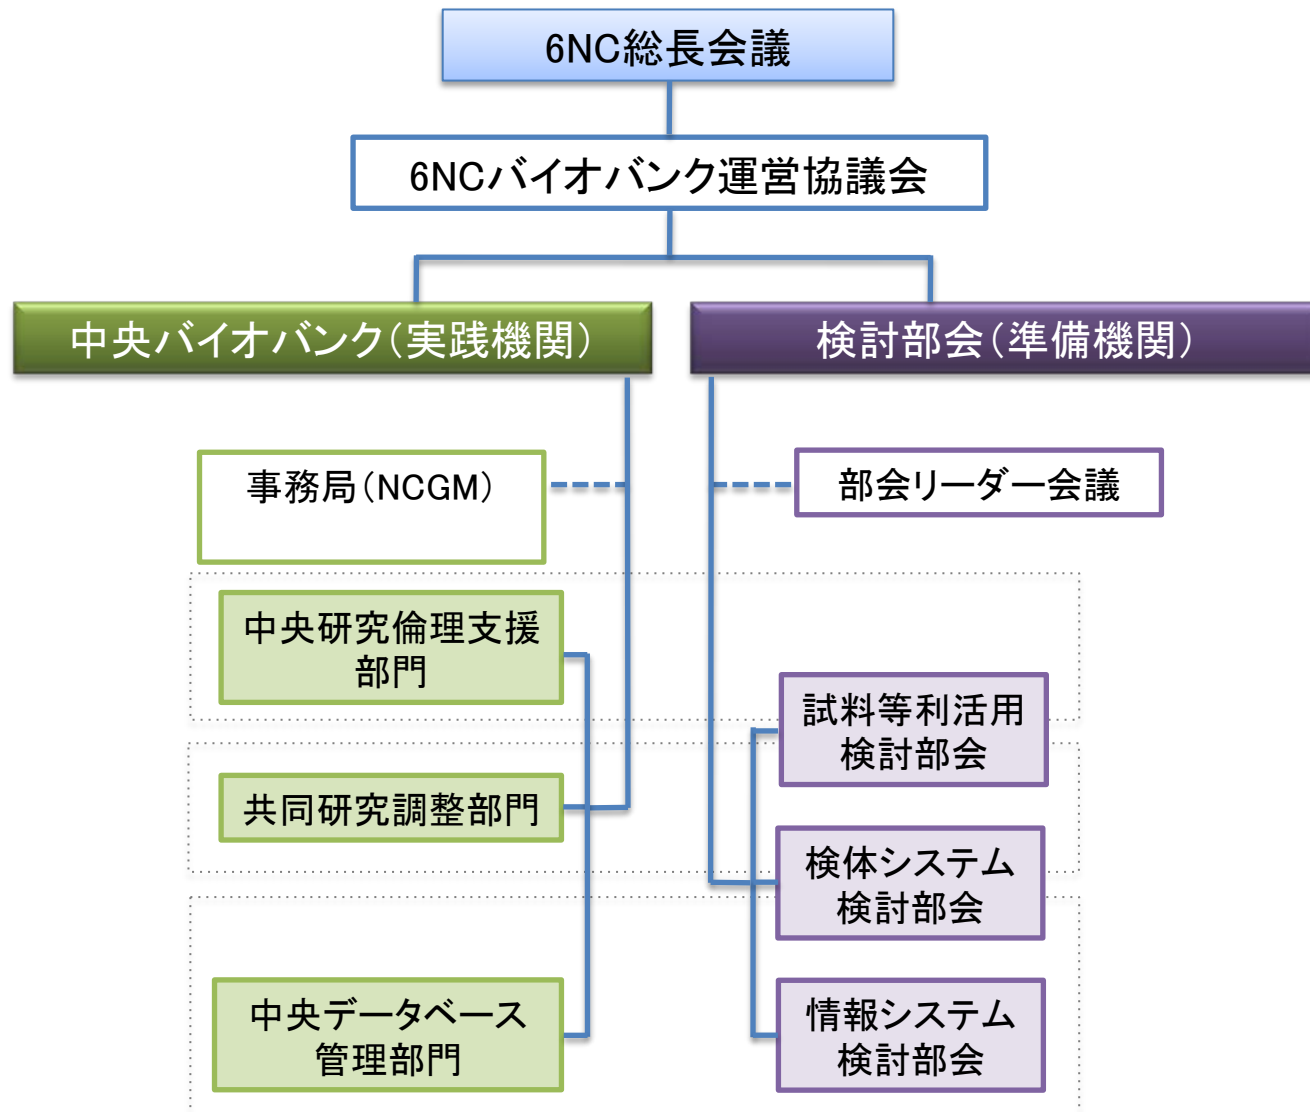 6NC総長会議
6NCバイオバンク運営協議会
中央バイオバンク(実践機関)
検討部会(準備機関)
事務局(NCGM)
部会リーダー会議
中央研究倫理支援
部門
試料等利活用
検討部会
共同研究調整部門
検体システム
検討部会
中央データベース
管理部門
情報システム
検討部会